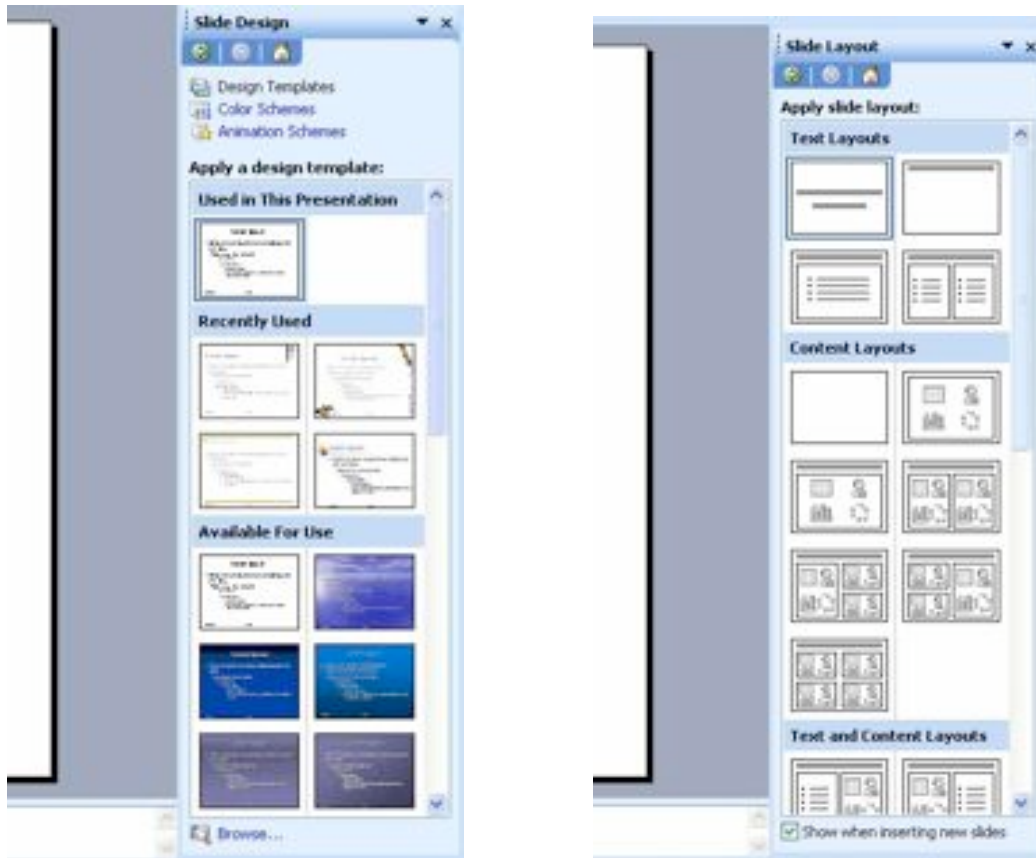 Slide Design
Design Templates
Color Schemes
Animation Schemes
Apply a design template:
Used in This Presentation
Recently Used
Available For Use
Browse...
Slide Layout
Apply slide layout:
Text Layouts
Content Layouts
Text and Content Layouts
Show when inserting new slides